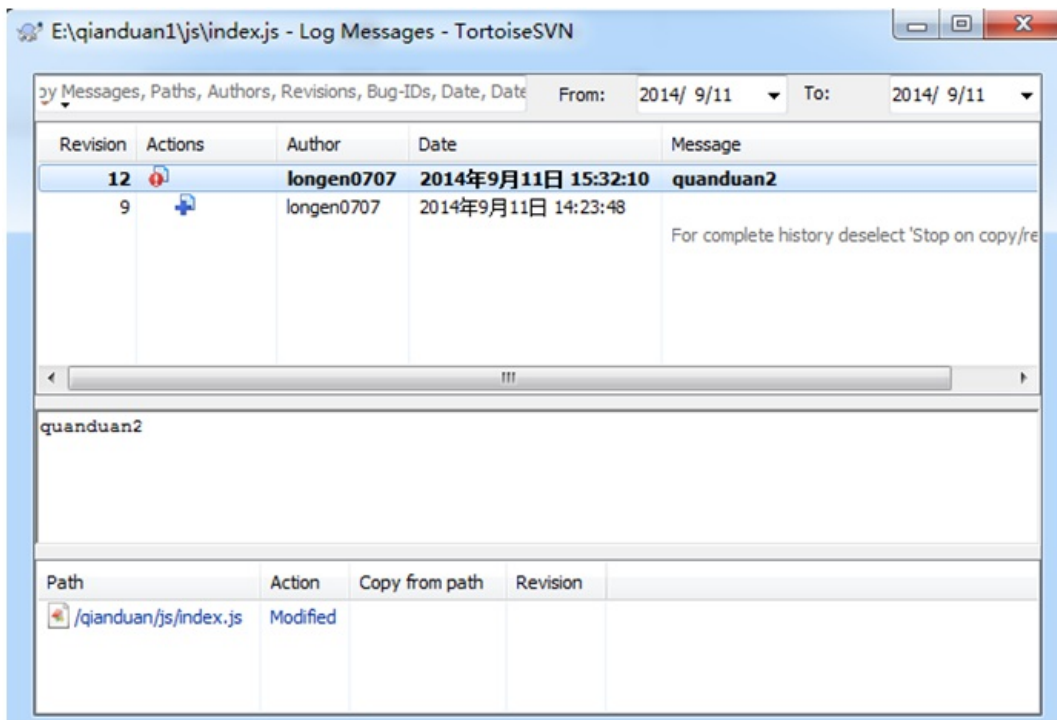 E:\qianduan1\js\index.js - Log Messages - TortoiseSVN
by Messages, Paths, Authors, Revisions, Bug-IDs, Date, Date From: 2014/ 9/11 To: 2014/ 9/11
Revision Actions Author Date Message
12 longen0707 2014年9月11日 15:32:10 quanduan2
9 longen0707 2014年9月11日 14:23:48
For complete history deselect 'Stop on copy/re
quanduan2
Path Action Copy from path Revision
/qianduan/js/index.js Modified